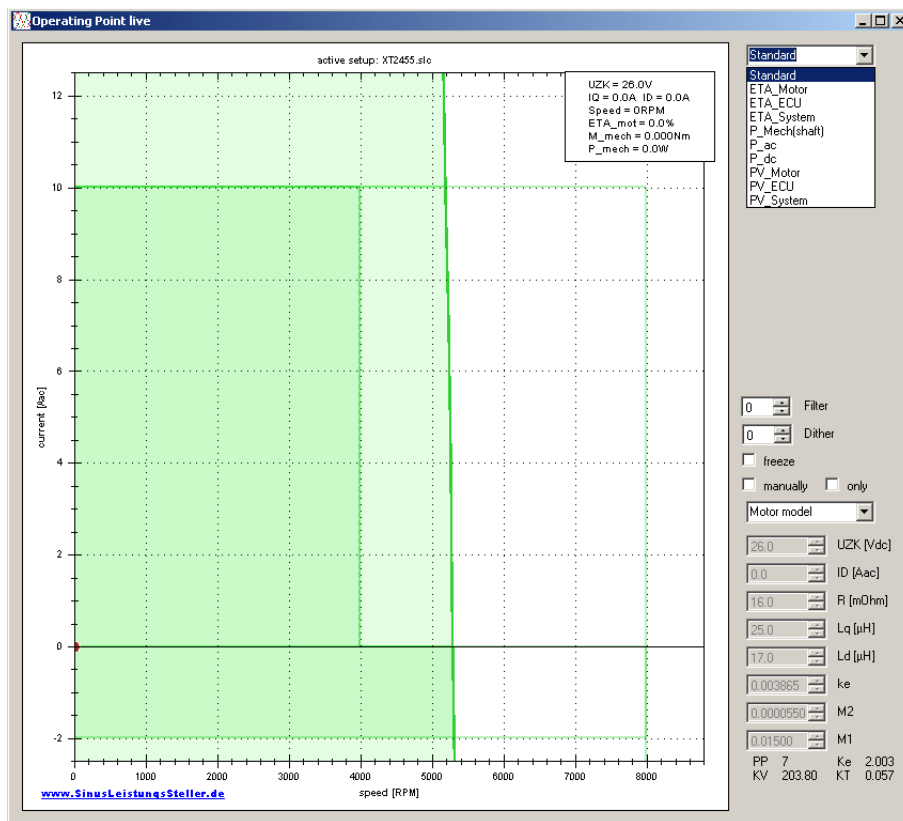 Operating Point live
active setup: XT2455.slo
UZK = 26.0V
IQ = 0.0A ID = 0.0A
Speed = 0RPM
ETA_mot = 0.0%
M_mech = 0.000Nm
P_mech = 0.0W
12
10
8
6
4
2
0
-2
current [Aac]
0 1000 2000 3000 4000 5000 6000 7000 8000
speed [RPM]
www.SinusLeistungsSteller.de
Standard
Standard
ETA_Motor
ETA_ECU
ETA_System
P_Mech(shaft)
P_ac
P_dc
PV_Motor
PV_ECU
PV_System
0 Filter
0 Dither
freeze
manually only
Motor model
26.0 UZK [Vdc]
0.0 ID [Aac]
16.0 R [mOhm]
25.0 Lq [µH]
17.0 Ld [µH]
0.003865 ke
0.0000550 M2
0.01500 M1
PP 7 Ke 2.003
KV 203.80 KT 0.057